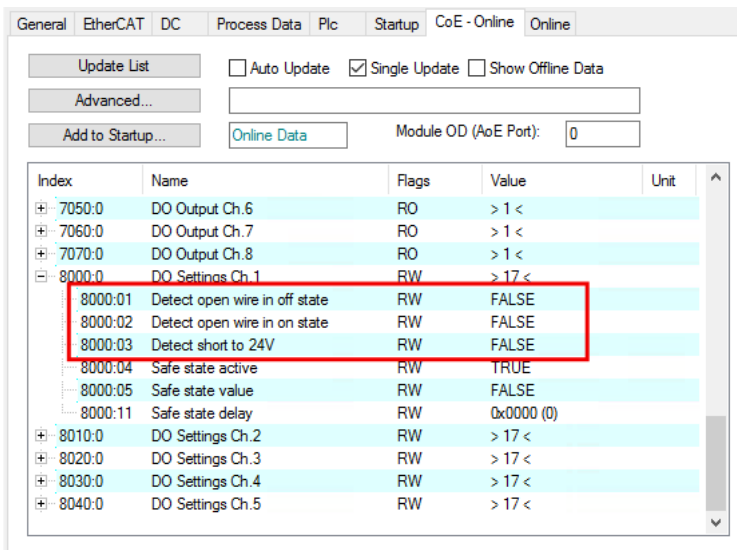 General EtherCAT DC Process Data Plc Startup CoE - Online Online
Update List Auto Update Single Update Show Offline Data
Advanced...
Add to Startup... Online Data Module OD (AoE Port): 0
Index Name Flags Value Unit
7050:0 DO Output Ch.6 RO > 1 <
7060:0 DO Output Ch.7 RO > 1 <
7070:0 DO Output Ch.8 RO > 1 <
8000:0 DO Settings Ch.1 RW > 17 <
8000:01 Detect open wire in off state RW FALSE
8000:02 Detect open wire in on state RW FALSE
8000:03 Detect short to 24V RW FALSE
8000:04 Safe state active RW TRUE
8000:05 Safe state value RW FALSE
8000:11 Safe state delay RW 0x0000 (0)
8010:0 DO Settings Ch.2 RW > 17 <
8020:0 DO Settings Ch.3 RW > 17 <
8030:0 DO Settings Ch.4 RW > 17 <
8040:0 DO Settings Ch.5 RW > 17 <